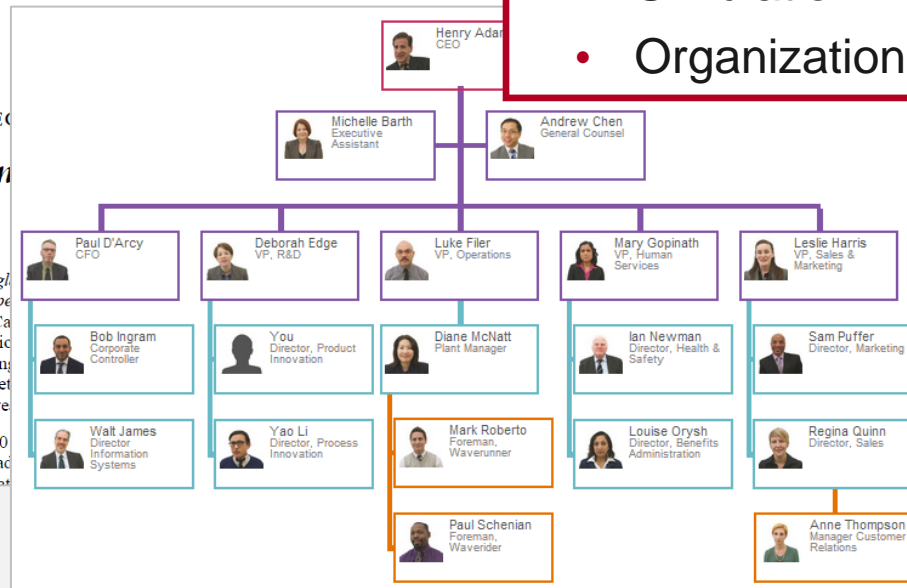 • Organization
Henry Adar
CEO
Michelle Barth
Executive
Assistant
Andrew Chen
General Counsel
Paul D'Arcy
CFO
Deborah Edge
VP, R&D
Luke Filer
VP, Operations
Mary Gopinath
VP, Human
Services
Leslie Harris
VP, Sales &
Marketing
Bob Ingram
Corporate
Controller
You
Director, Product
Innovation
Diane McNatt
Plant Manager
Ian Newman
Director, Health &
Safety
Sam Puffer
Director, Marketing
Walt James
Director
Information
Systems
Yao Li
Director, Process
Innovation
Mark Roberto
Foreman,
Waverunner
Louise Orysh
Director, Benefits
Administration
Regina Quinn
Director, Sales
Paul Schenian
Foreman,
Waverider
Anne Thompson
Manager Customer
Relations